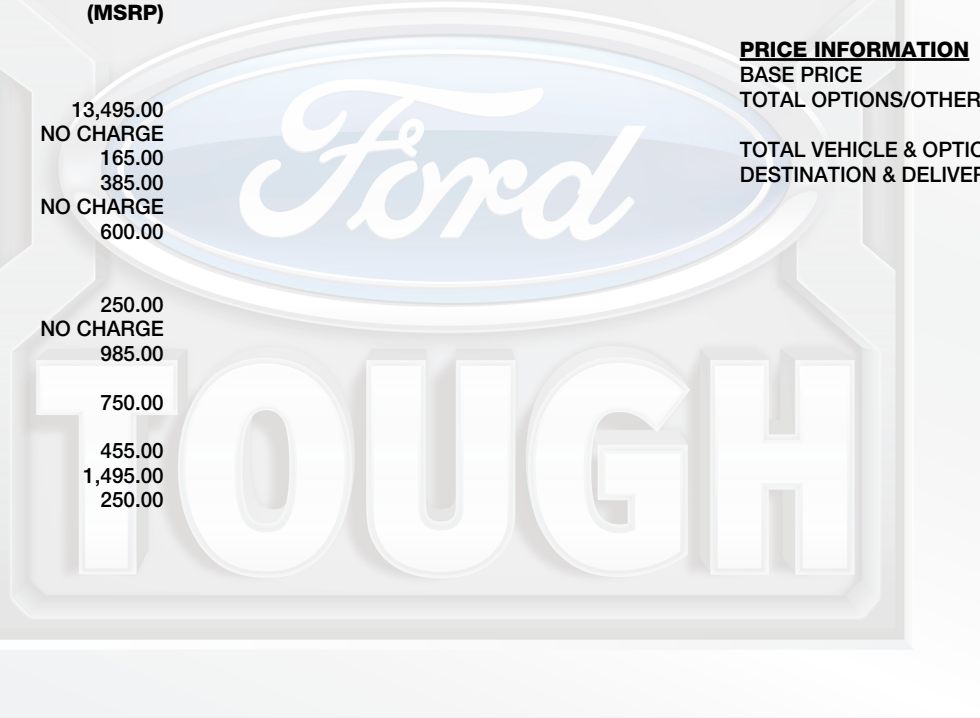 (MSRP)
13,495.00
NO CHARGE
165.00
385.00
NO CHARGE
600.00
250.00
NO CHARGE
985.00
750.00
455.00
1,495.00
250.00
PRICE INFORMATION
BASE PRICE
TOTAL OPTIONS/OTHER
TOTAL VEHICLE & OPTIO
DESTINATION & DELIVER
Ford
TOUGH